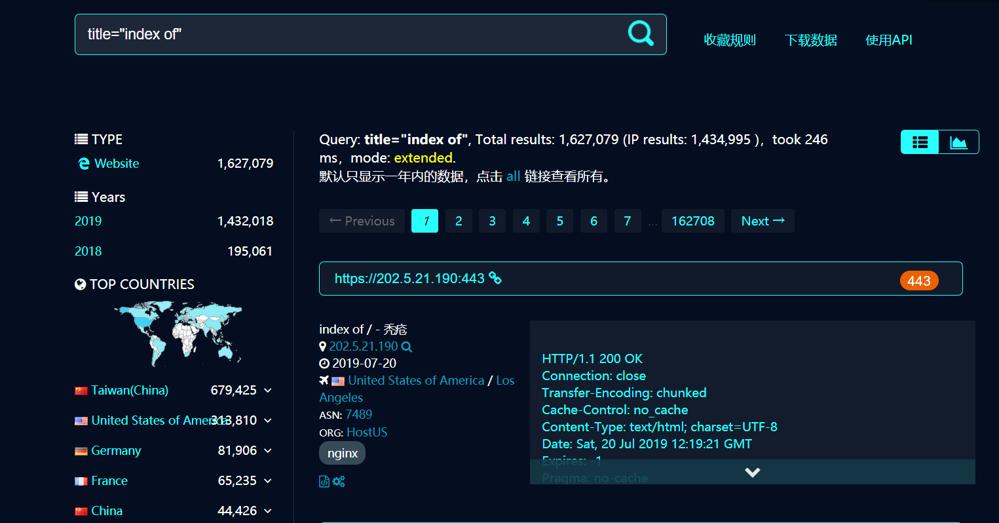 title="index of"
收藏规则 下载数据 使用API
TYPE
Website 1,627,079
Years
2019 1,432,018
2018 195,061
TOP COUNTRIES
Taiwan(China) 679,425
United States of America 313,810
Germany 81,906
France 65,235
China 44,426
Query: title="index of", Total results: 1,627,079 (IP results: 1,434,995 )，took 246
ms，mode: extended.
默认只显示一年内的数据，点击 all 链接查看所有。
← Previous 1 2 3 4 5 6 7 ... 162708 Next →
https://202.5.21.190:443 443
index of / - 秃疮
202.5.21.190
2019-07-20
United States of America / Los
Angeles
ASN: 7489
ORG: HostUS
nginx
HTTP/1.1 200 OK
Connection: close
Transfer-Encoding: chunked
Cache-Control: no_cache
Content-Type: text/html; charset=UTF-8
Date: Sat, 20 Jul 2019 12:19:21 GMT
Expires: -1
Pragma: no-cache